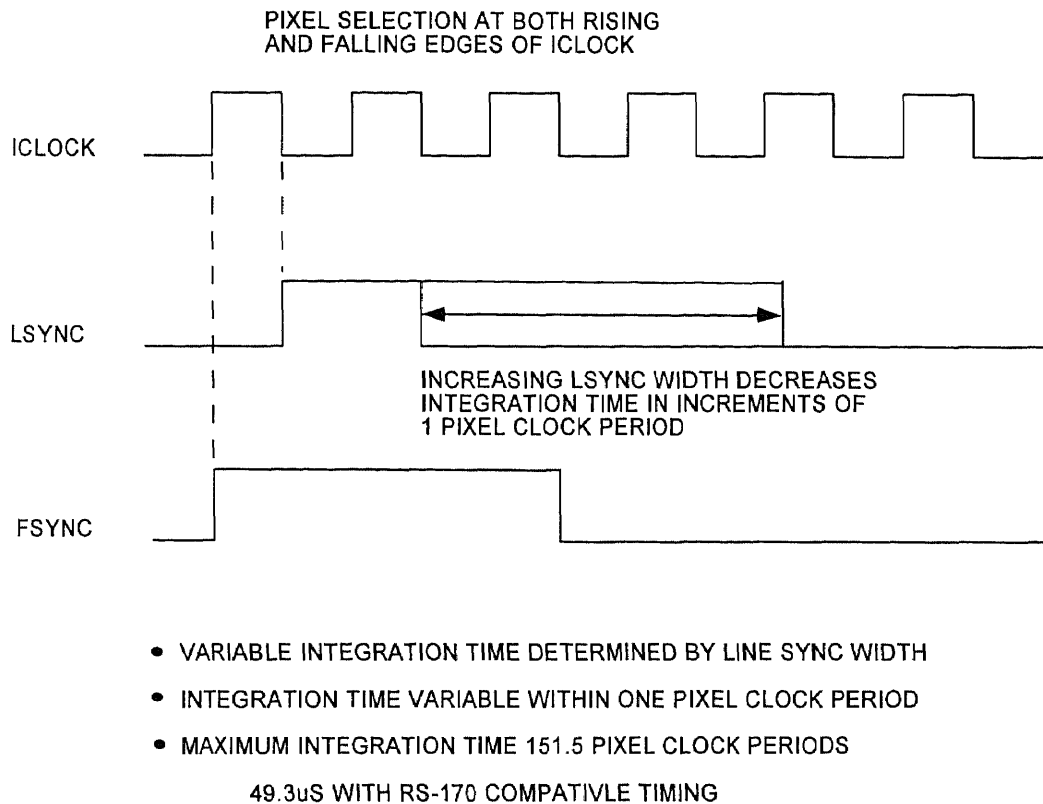 PIXEL SELECTION AT BOTH RISING
AND FALLING EDGES OF ICLOCK
ICLOCK
LSYNC
INCREASING LSYNC WIDTH DECREASES
INTEGRATION TIME IN INCREMENTS OF
1 PIXEL CLOCK PERIOD
FSYNC
• VARIABLE INTEGRATION TIME DETERMINED BY LINE SYNC WIDTH
• INTEGRATION TIME VARIABLE WITHIN ONE PIXEL CLOCK PERIOD
• MAXIMUM INTEGRATION TIME 151.5 PIXEL CLOCK PERIODS
49.3uS WITH RS-170 COMPATIVLE TIMING